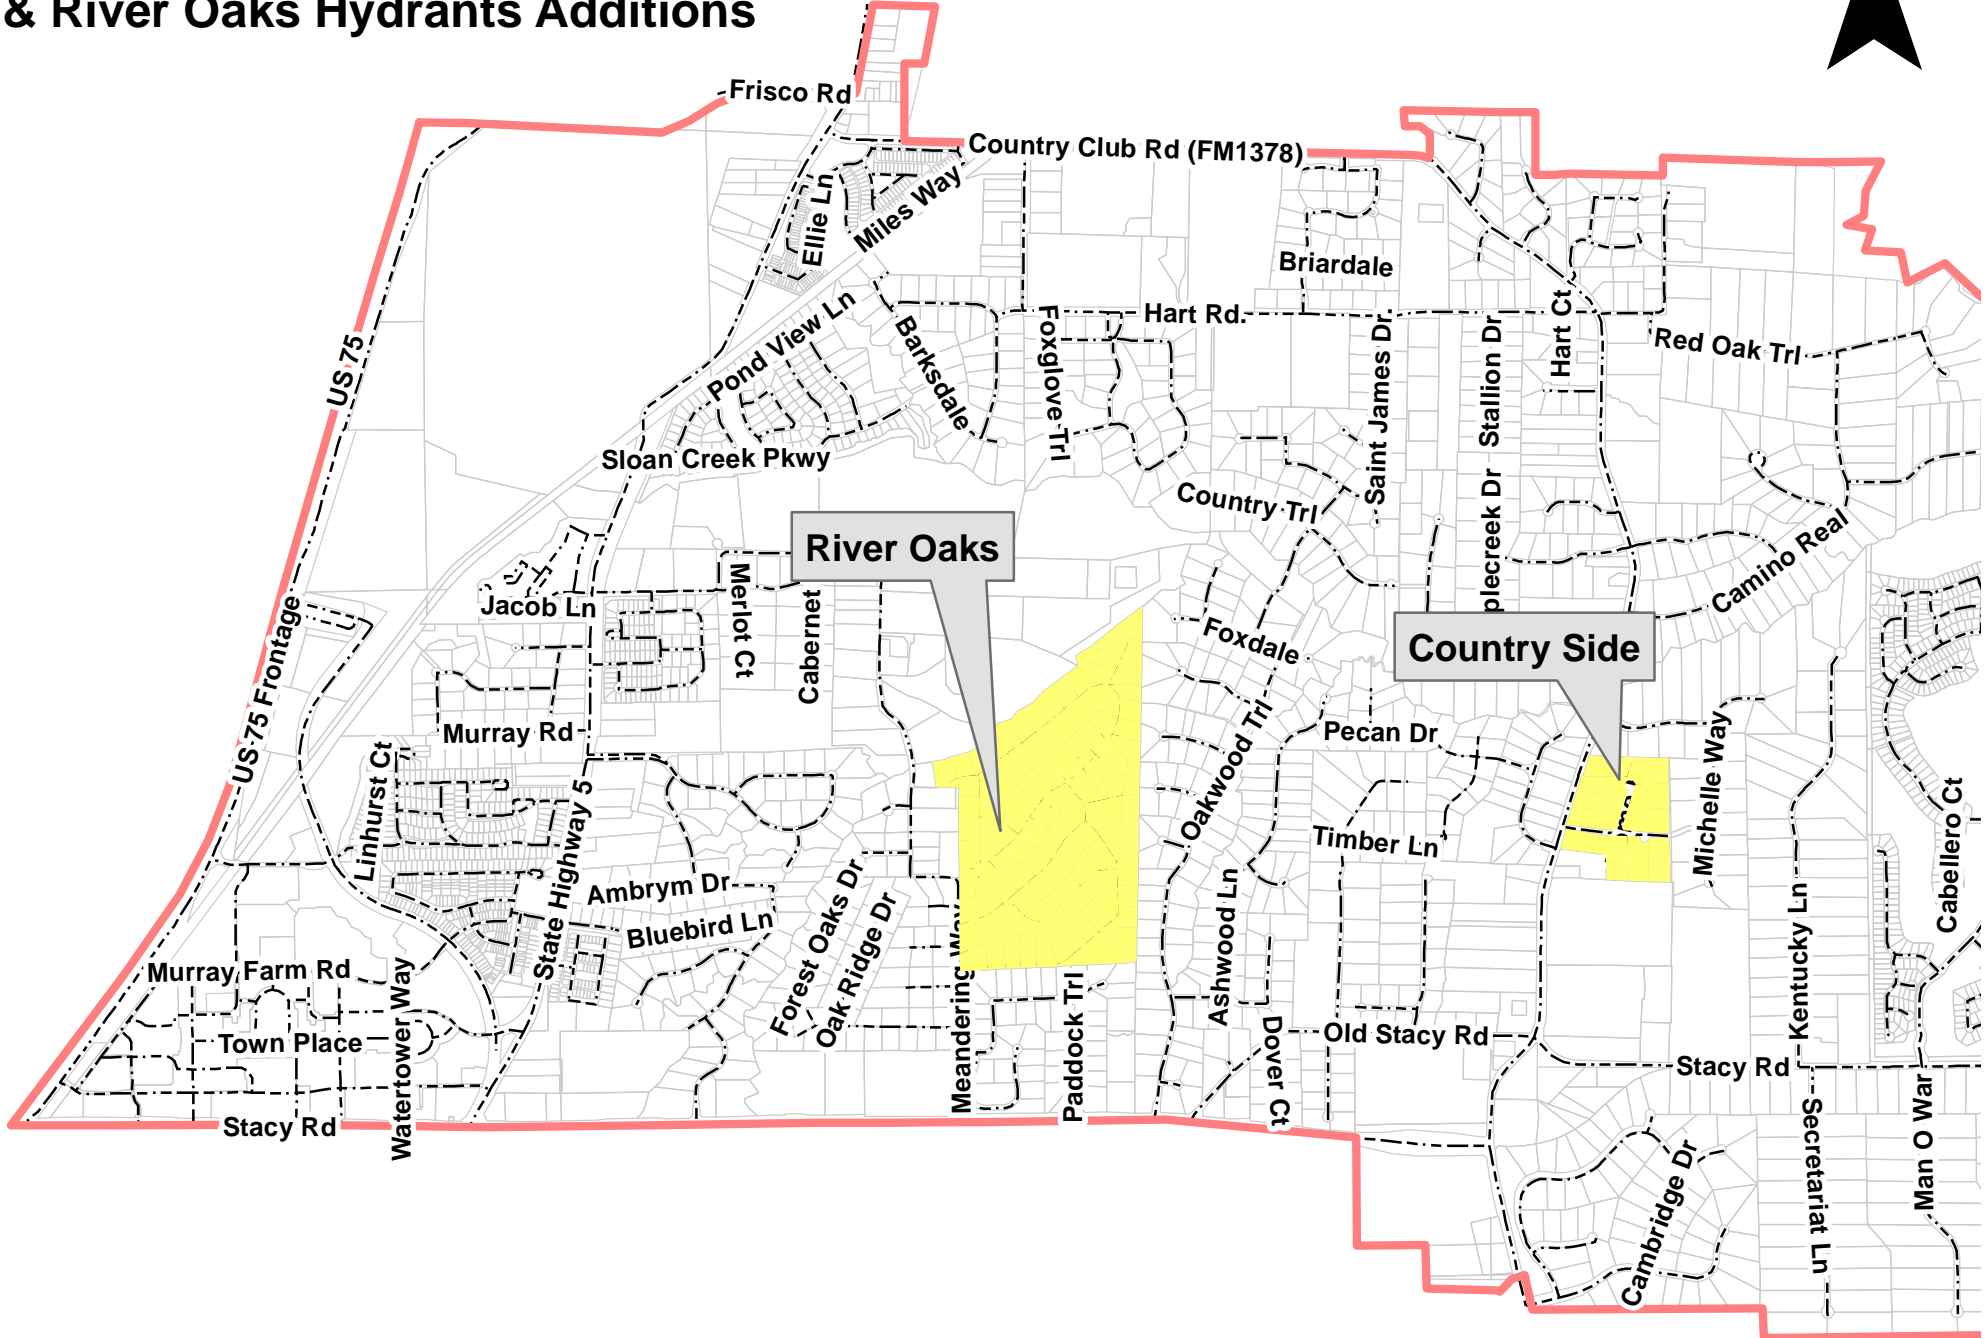 & River Oaks Hydrants Additions
Frisco Rd
Country Club Rd (FM1378)
Ellie Ln
Miles Way
Briardale
US 75
Pond View Ln
Barksdale
Foxglove Trl
Hart Rd.
Saint James Dr.
Stallion Dr
Hart Ct
Red Oak Trl
Sloan Creek Pkwy
Country Trl
plecreek Dr
Camino Real
River Oaks
Jacob Ln
Merlot Ct
Cabernet
Foxdale
Country Side
US 75 Frontage
Murray Rd
Oakwood Trl
Pecan Dr
Michelle Way
Linhurst Ct
State Highway 5
Timber Ln
Cabellero Ct
Ambrym Dr
Bluebird Ln
Forest Oaks Dr
Oak Ridge Dr
Meandering Way
Ashwood Ln
Kentucky Ln
Murray Farm Rd
Watertower Way
Town Place
Paddock Trl
Dover Ct
Old Stacy Rd
Stacy Rd
Stacy Rd
Secretariat Ln
Man O War
Cambridge Dr